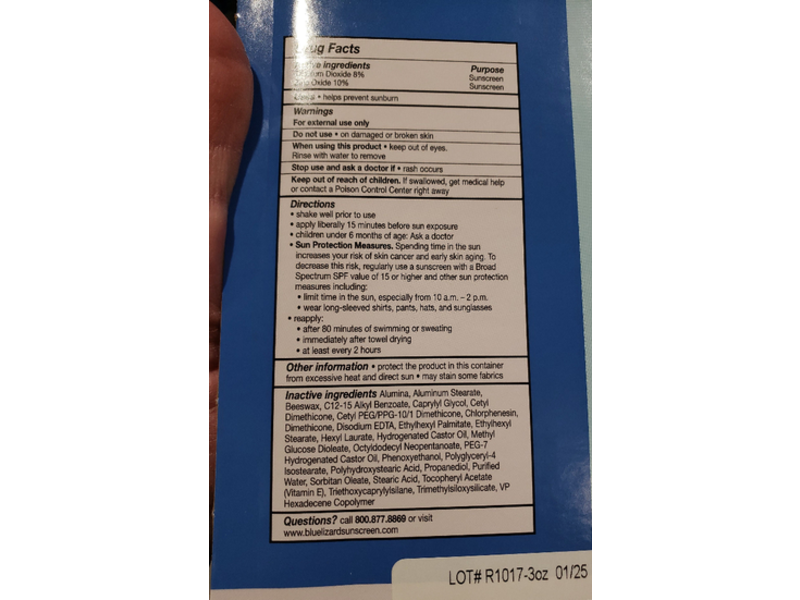 Drug Facts
Active ingredients Purpose
Titanium Dioxide 8% Sunscreen
Zinc Oxide 10% Sunscreen
• helps prevent sunburn
Warnings
For external use only
Do not use • on damaged or broken skin
When using this product • keep out of eyes.
Rinse with water to remove
Stop use and ask a doctor if • rash occurs
Keep out of reach of children. If swallowed, get medical help
or contact a Poison Control Center right away
Directions
• shake well prior to use
• apply liberally 15 minutes before sun exposure
• children under 6 months of age: Ask a doctor
• Sun Protection Measures. Spending time in the sun
increases your risk of skin cancer and early skin aging. To
decrease this risk, regularly use a sunscreen with a Broad
Spectrum SPF value of 15 or higher and other sun protection
measures including:
• limit time in the sun, especially from 10 a.m. – 2 p.m.
• wear long-sleeved shirts, pants, hats, and sunglasses
• reapply:
• after 80 minutes of swimming or sweating
• immediately after towel drying
• at least every 2 hours
Other information • protect the product in this container
from excessive heat and direct sun • may stain some fabrics
Inactive ingredients Alumina, Aluminum Stearate,
Beeswax, C12-15 Alkyl Benzoate, Caprylyl Glycol, Cetyl
Dimethicone, Cetyl PEG/PPG-10/1 Dimethicone, Chlorphenesin,
Dimethicone, Disodium EDTA, Ethylhexyl Palmitate, Ethylhexyl
Stearate, Hexyl Laurate, Hydrogenated Castor Oil, Methyl
Glucose Dioleate, Octyldodecyl Neopentanoate, PEG-7
Hydrogenated Castor Oil, Phenoxyethanol, Polyglyceryl-4
Isostearate, Polyhydroxystearic Acid, Propanediol, Purified
Water, Sorbitan Oleate, Stearic Acid, Tocopheryl Acetate
(Vitamin E), Triethoxycaprylylsilane, Trimethylsiloxysilicate, VP
Hexadecene Copolymer
Questions? call 800.877.8869 or visit
www.bluelizardsunscreen.com
LOT# R1017-3oz 01/25